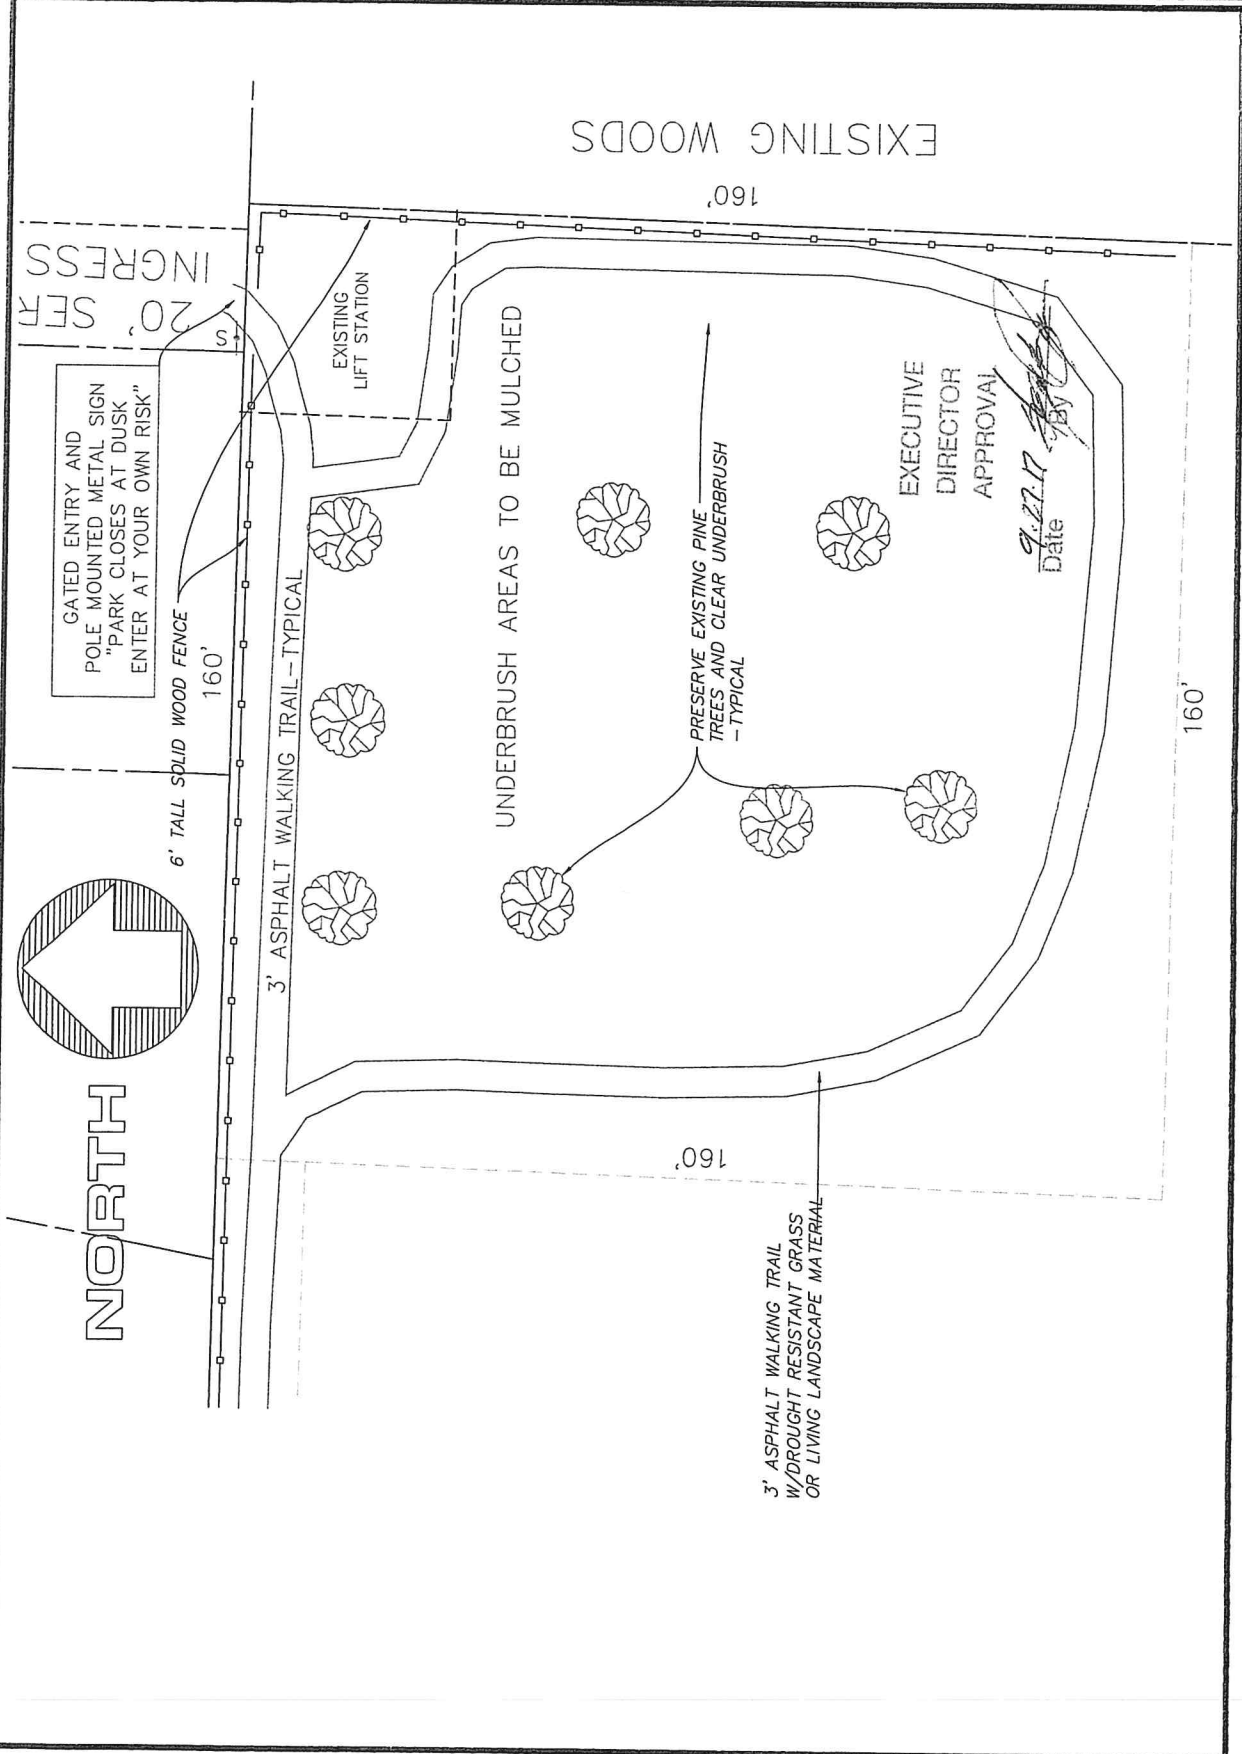 NORTH
GATED ENTRY AND
POLE MOUNTED METAL SIGN
"PARK CLOSES AT DUSK
ENTER AT YOUR OWN RISK"
20' SER
INGRESS
S
6' TALL SOLID WOOD FENCE
160'
3' ASPHALT WALKING TRAIL-TYPICAL
EXISTING
LIFT STATION
EXISTING WOODS
160'
UNDERBRUSH AREAS TO BE MULCHED
PRESERVE EXISTING PINE
TREES AND CLEAR UNDERBRUSH
-TYPICAL
EXECUTIVE
DIRECTOR
APPROVAL
9.27.17
Date
By
160'
160'
3' ASPHALT WALKING TRAIL
W/DROUGHT RESISTANT GRASS
OR LIVING LANDSCAPE MATERIAL